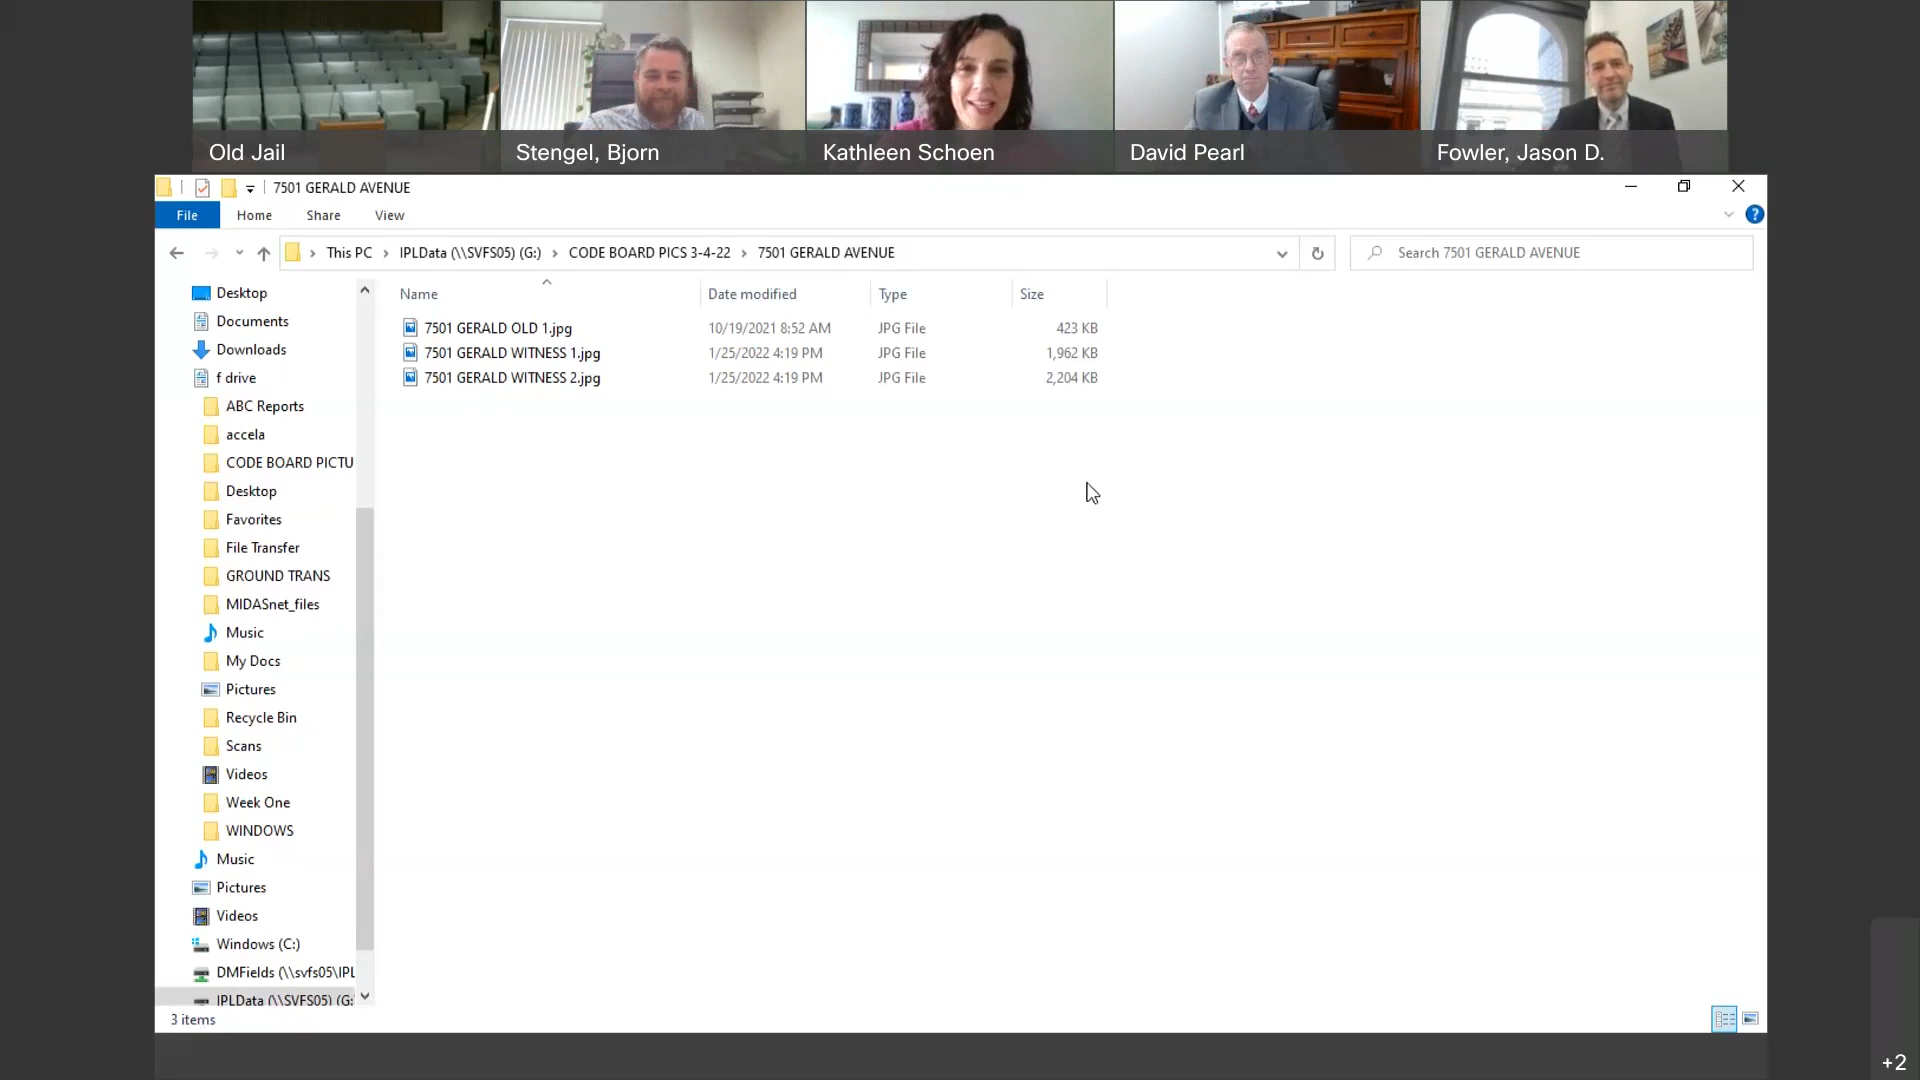 Old Jail
Stengel, Bjorn
Kathleen Schoen
David Pearl
Fowler, Jason D.
7501 GERALD AVENUE
File Home Share View
This PC IPLData (\\SVFS05) (G:) CODE BOARD PICS 3-4-22 7501 GERALD AVENUE
Search 7501 GERALD AVENUE
Name Date modified Type Size
7501 GERALD OLD 1.jpg 10/19/2021 8:52 AM JPG File 423 KB
7501 GERALD WITNESS 1.jpg 1/25/2022 4:19 PM JPG File 1,962 KB
7501 GERALD WITNESS 2.jpg 1/25/2022 4:19 PM JPG File 2,204 KB
Desktop
Documents
Downloads
f drive
ABC Reports
accela
CODE BOARD PICTU
Desktop
Favorites
File Transfer
GROUND TRANS
MIDASnet_files
Music
My Docs
Pictures
Recycle Bin
Scans
Videos
Week One
WINDOWS
Music
Pictures
Videos
Windows (C:)
DMFields (\\svfs05\IPL
IPLData (\\SVFS05) (G:
3 items
+2